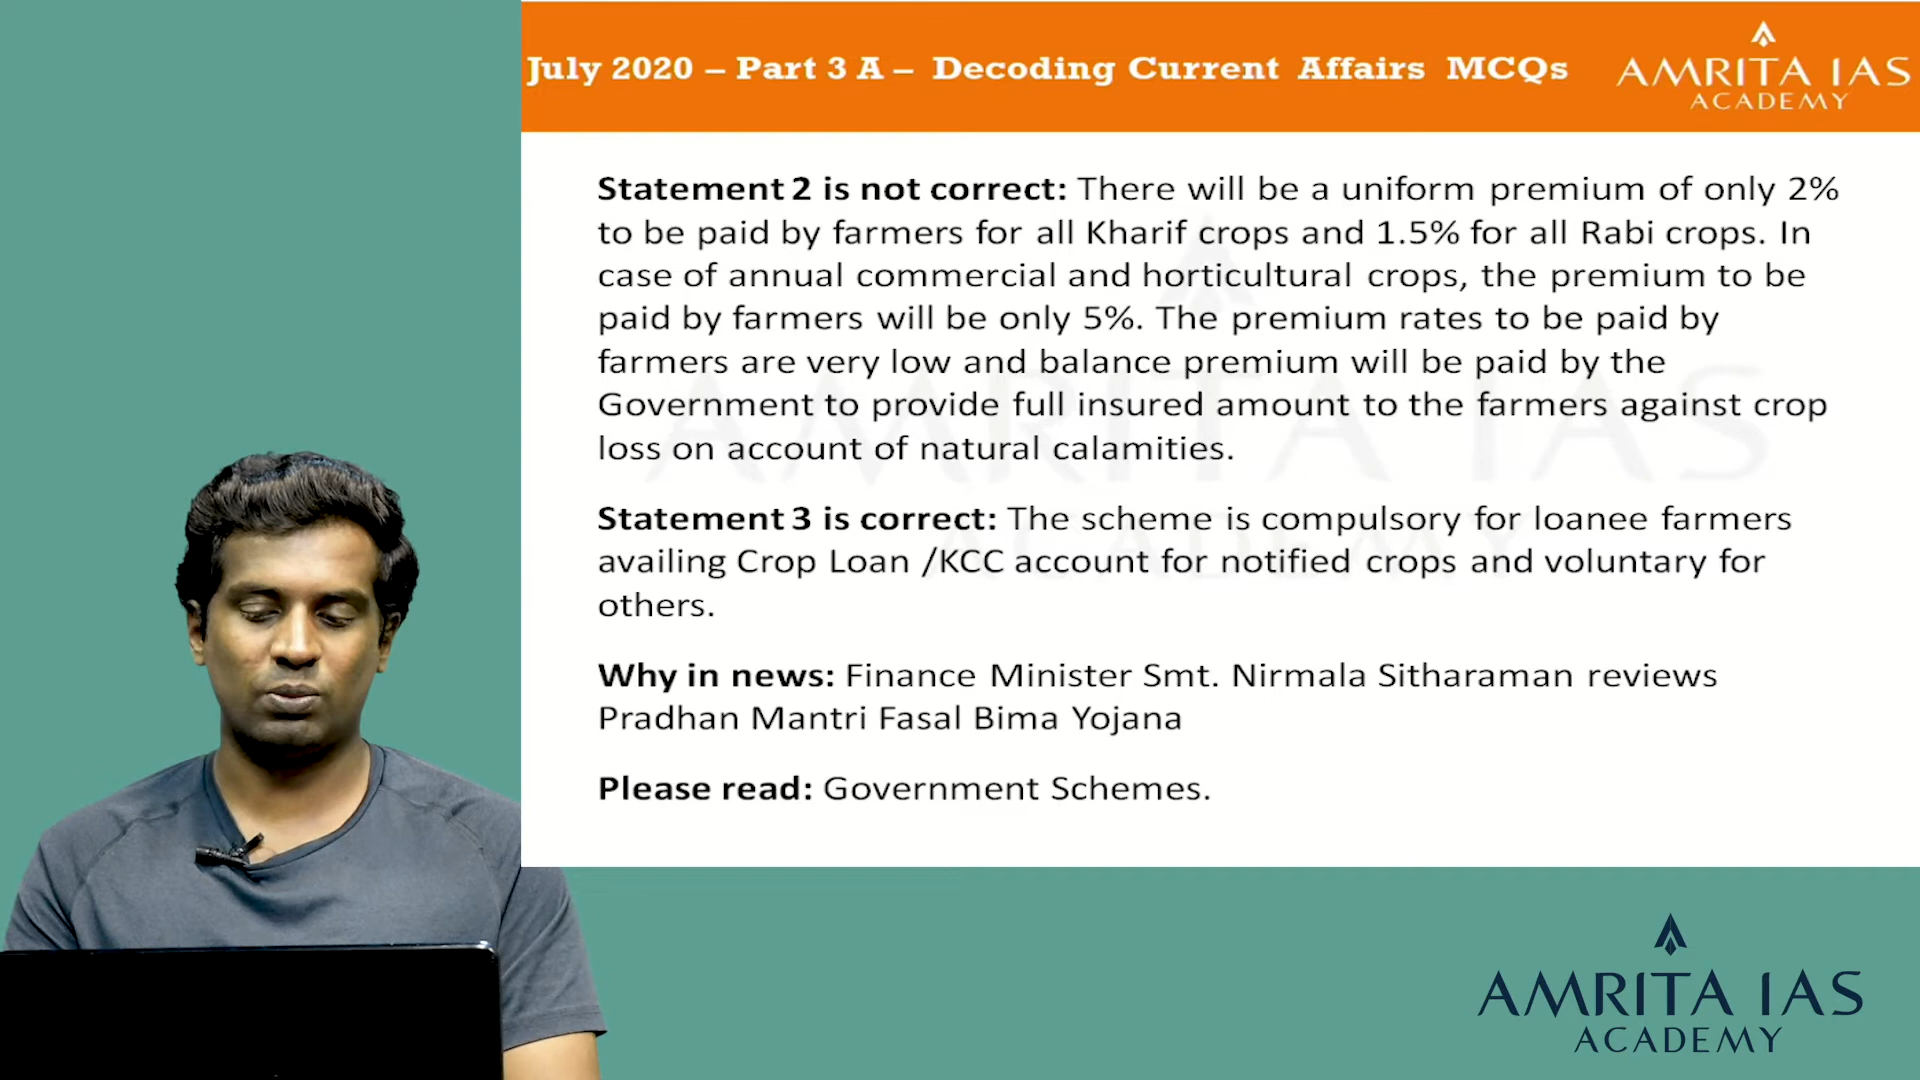 July 2020 – Part 3 A – Decoding Current Affairs MCQs
AMRITA IAS
ACADEMY
Statement 2 is not correct: There will be a uniform premium of only 2%
to be paid by farmers for all Kharif crops and 1.5% for all Rabi crops. In
case of annual commercial and horticultural crops, the premium to be
paid by farmers will be only 5%. The premium rates to be paid by
farmers are very low and balance premium will be paid by the
Government to provide full insured amount to the farmers against crop
loss on account of natural calamities.
Statement 3 is correct: The scheme is compulsory for loanee farmers
availing Crop Loan /KCC account for notified crops and voluntary for
others.
Why in news: Finance Minister Smt. Nirmala Sitharaman reviews
Pradhan Mantri Fasal Bima Yojana
Please read: Government Schemes.
AMRITA IAS
ACADEMY
AMRITA IAS
ACADEMY